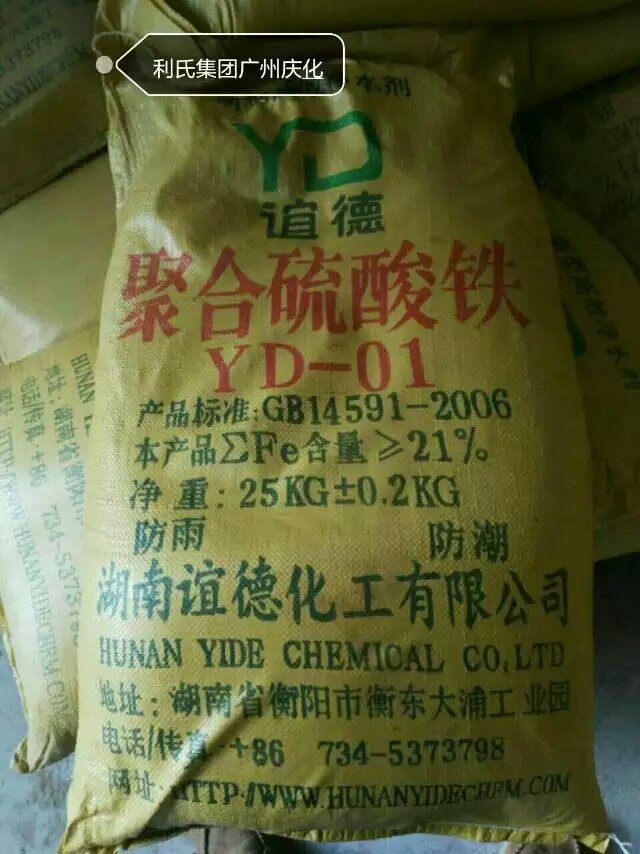 利氏集团广州庆化
水剂
YD
谊德
聚合硫酸铁
YD-01
产品标准:GB14591-2006
本产品ΣFe含量≥21%
净重:25KG±0.2KG
防雨 防潮
湖南谊德化工有限公司
HUNAN YIDE CHEMICAL CO,LTD
地址:湖南省衡阳市衡东大浦工业园
电话/传真:+86 734-5373798
网址:HTTP://WWW.HUNANYIDECHEM.COM